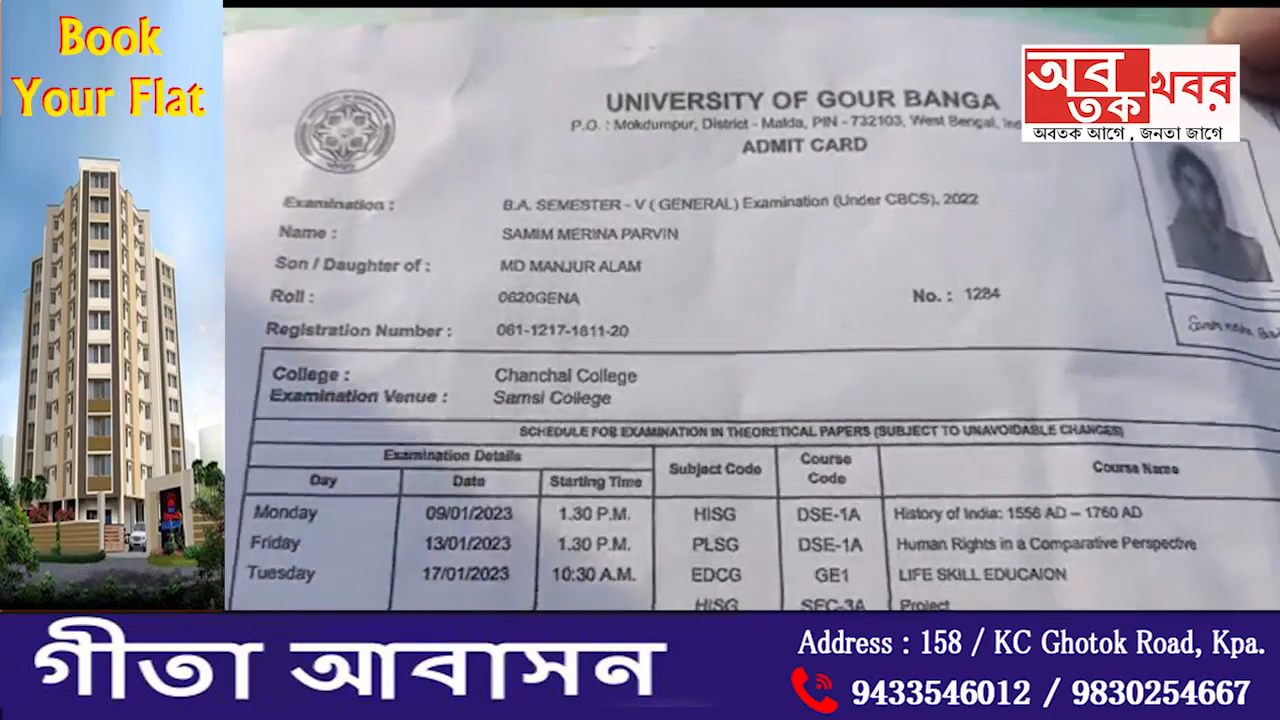 Book
Your Flat
অব
তক
খবর
অবতক আগে , জনতা জাগে
UNIVERSITY OF GOUR BANGA
P.O. : Mokdumpur, District - Malda, PIN - 732103, West Bengal,
ADMIT CARD
Examination : B.A. SEMESTER - V ( GENERAL) Examination (Under CBCS), 2022
Name : SAMIM MERINA PARVIN
Son / Daughter of : MD MANJUR ALAM
Roll : 0620GENA No. : 1284
Registration Number : 061-1217-1811-20
College : Chanchal College
Examination Venue : Samsi College
SCHEDULE FOR EXAMINATION IN THEORETICAL PAPERS (SUBJECT TO UNAVOIDABLE CHANGES)
Examination Details Subject Code Course Code Course Name
Day Date Starting Time
Monday 09/01/2023 1.30 P.M. HISG DSE-1A History of India: 1556 AD – 1760 AD
Friday 13/01/2023 1.30 P.M. PLSG DSE-1A Human Rights in a Comparative Perspective
Tuesday 17/01/2023 10:30 A.M. EDCG GE1 LIFE SKILL EDUCAION
HISG SEC-3A Project
গীতা আবাসন
Address : 158 / KC Ghotok Road, Kpa.
9433546012 / 9830254667